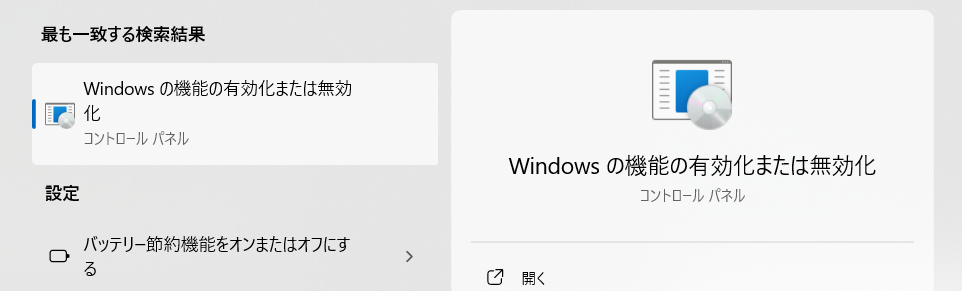 最も一致する検索結果
Windows の機能の有効化または無効
化
コントロール パネル
設定
バッテリー節約機能をオンまたはオフにす
る
Windows の機能の有効化または無効化
コントロール パネル
開く